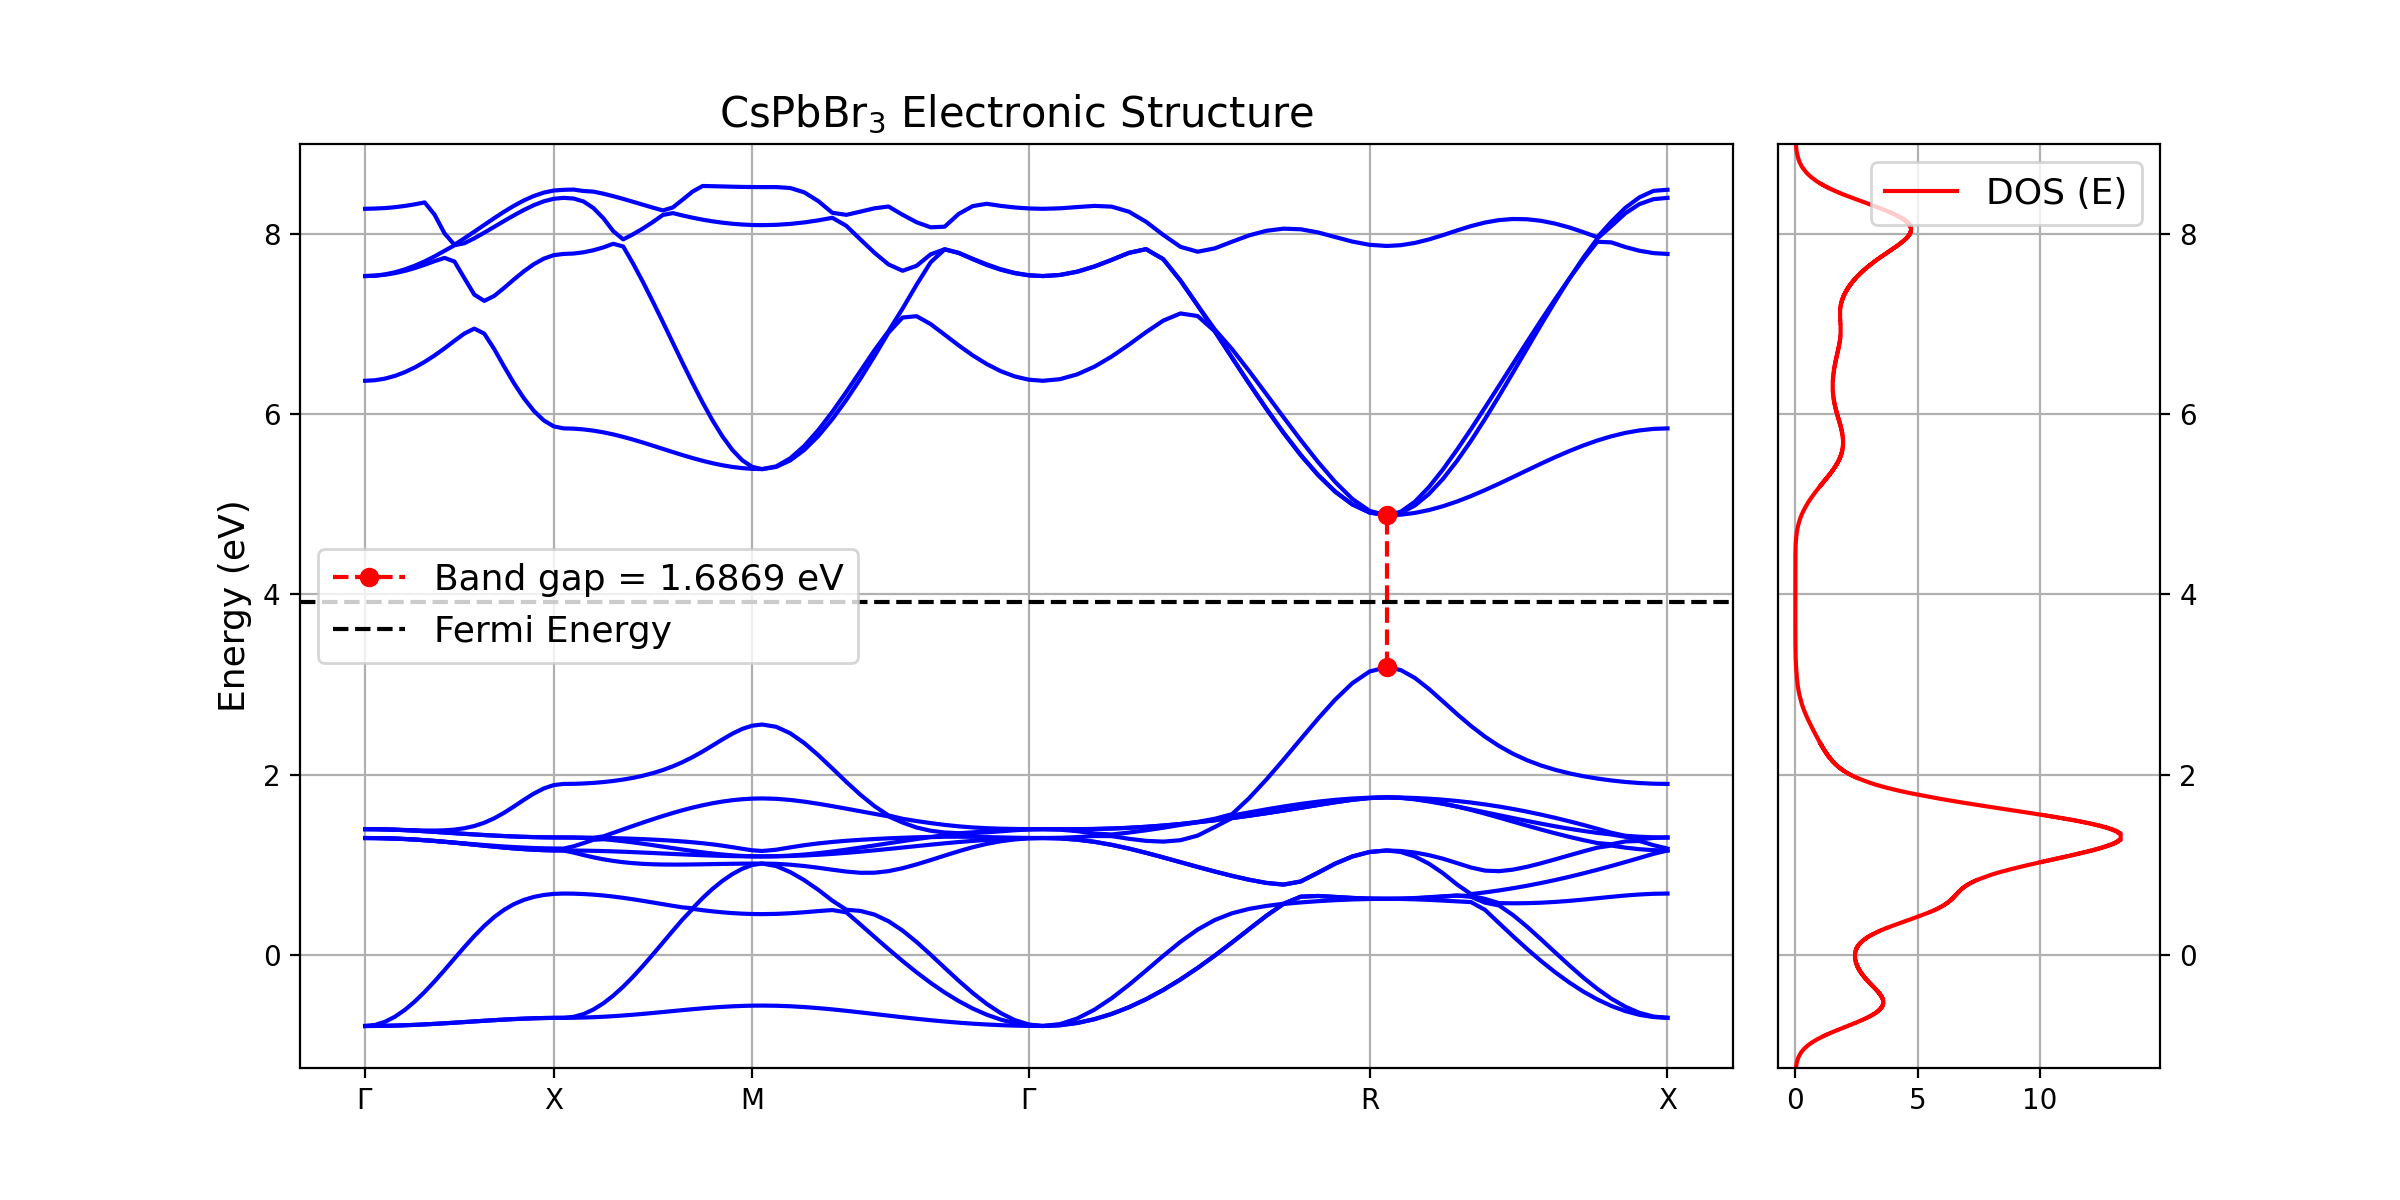 CsPbBr₃ Electronic Structure
Energy (eV)
8
6
4
2
0
Band gap = 1.6869 eV
Fermi Energy
Γ X M Γ R X
DOS (E)
8
6
4
2
0
0 5 10